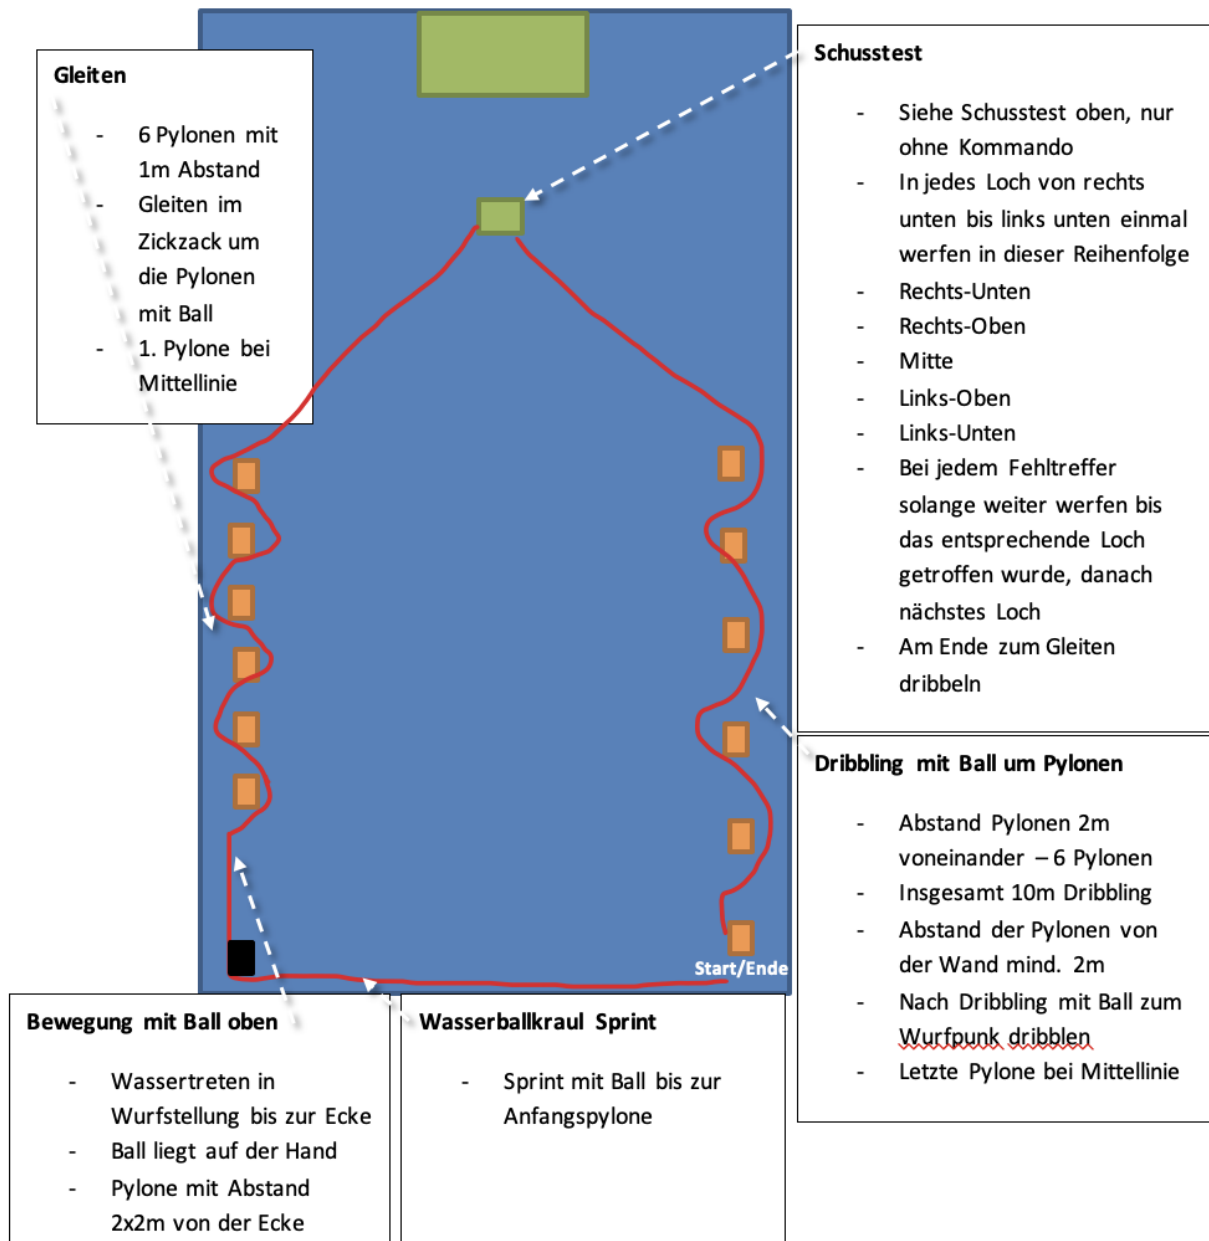 Gleiten
- 6 Pylonen mit
1m Abstand
- Gleiten im
Zickzack um
die Pylonen
mit Ball
- 1. Pylone bei
Mittellinie
Schusstest
- Siehe Schusstest oben, nur
ohne Kommando
- In jedes Loch von rechts
unten bis links unten einmal
werfen in dieser Reihenfolge
- Rechts-Unten
- Rechts-Oben
- Mitte
- Links-Oben
- Links-Unten
- Bei jedem Fehltreffer
solange weiter werfen bis
das entsprechende Loch
getroffen wurde, danach
nächstes Loch
- Am Ende zum Gleiten
dribbeln
Dribbling mit Ball um Pylonen
- Abstand Pylonen 2m
voneinander – 6 Pylonen
- Insgesamt 10m Dribbling
- Abstand der Pylonen von
der Wand mind. 2m
- Nach Dribbling mit Ball zum
Wurfpunk dribblen
- Letzte Pylone bei Mittellinie
Start/Ende
Bewegung mit Ball oben
- Wassertreten in
Wurfstellung bis zur Ecke
- Ball liegt auf der Hand
- Pylone mit Abstand
2x2m von der Ecke
Wasserballkraul Sprint
- Sprint mit Ball bis zur
Anfangspylone